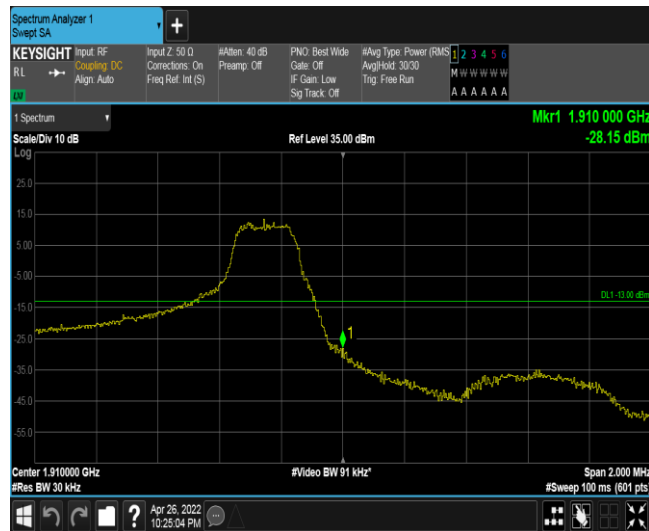 Spectrum Analyzer 1
Swept SA
+
KEYSIGHT
RL
Input: RF
Coupling: DC
Align: Auto
Input Z: 50 Ω
Corrections: On
Freq Ref: Int (S)
#Atten: 40 dB
Preamp: Off
PNO: Best Wide
Gate: Off
IF Gain: Low
Sig Track: Off
#Avg Type: Power (RMS
Avg|Hold: 30/30
Trig: Free Run
1 2 3 4 5 6
M W W W W W
A A A A A A
1 Spectrum
Scale/Div 10 dB
Ref Level 35.00 dBm
Mkr1 1.910 000 GHz
-28.15 dBm
Log
25.0
15.0
5.00
-5.00
-15.0
-25.0
-35.0
-45.0
-55.0
DL1 -13.00 dBm
1
Center 1.910000 GHz
#Res BW 30 kHz
#Video BW 91 kHz*
Span 2.000 MHz
#Sweep 100 ms (601 pts)
?
Apr 26, 2022
10:25:04 PM